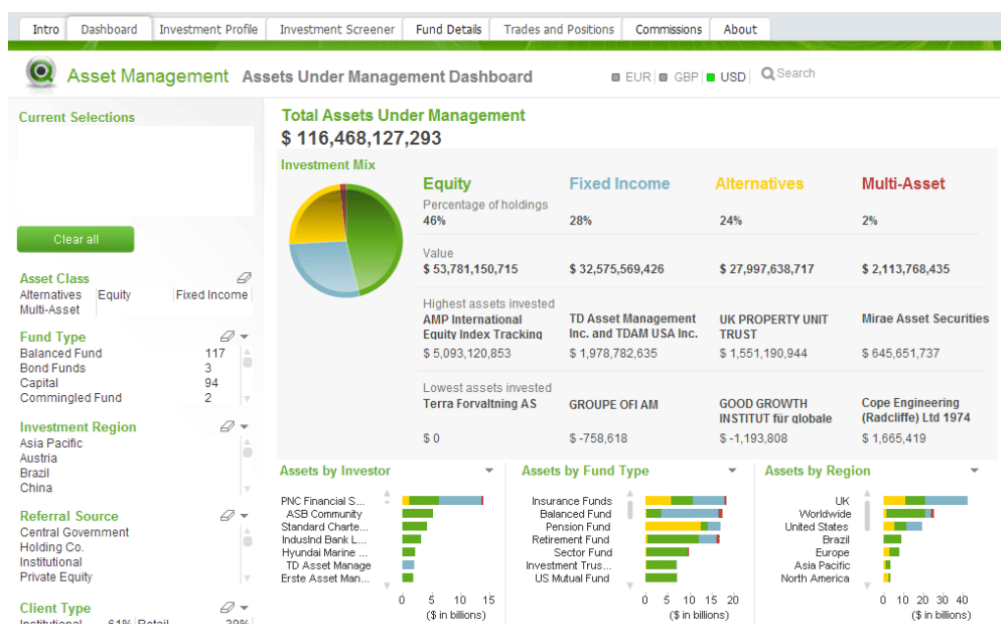 Intro Dashboard Investment Profile Investment Screener Fund Details Trades and Positions Commissions About
Asset Management Assets Under Management Dashboard EUR GBP USD Search
Current Selections
Clear all
Asset Class
Alternatives Equity Fixed Income
Multi-Asset
Fund Type
Balanced Fund 117
Bond Funds 3
Capital 94
Commingled Fund 2
Investment Region
Asia Pacific
Austria
Brazil
China
Referral Source
Central Government
Holding Co.
Institutional
Private Equity
Client Type
Institutional 61% Retail 39%
Total Assets Under Management
$ 116,468,127,293
Investment Mix
Equity Fixed Income Alternatives Multi-Asset
Percentage of holdings
46% 28% 24% 2%
Value
$ 53,781,150,715 $ 32,575,569,426 $ 27,997,638,717 $ 2,113,768,435
Highest assets invested
AMP International Equity Index Tracking
TD Asset Management Inc. and TDAM USA Inc.
UK PROPERTY UNIT TRUST
Mirae Asset Securities
$ 5,093,120,853 $ 1,978,782,635 $ 1,551,190,944 $ 645,651,737
Lowest assets invested
Terra Forvaltning AS
GROUPE OFI AM
GOOD GROWTH INSTITUT für globale
Cope Engineering (Radcliffe) Ltd 1974
$ 0 $ -758,618 $ -1,193,808 $ 1,665,419
Assets by Investor
PNC Financial S...
ASB Community
Standard Charte...
IndusInd Bank L...
Hyundai Marine ...
TD Asset Manage
Erste Asset Man...
0 5 10 15
($ in billions)
Assets by Fund Type
Insurance Funds
Balanced Fund
Pension Fund
Retirement Fund
Sector Fund
Investment Trus...
US Mutual Fund
0 5 10 15 20
($ in billions)
Assets by Region
UK
Worldwide
United States
Brazil
Europe
Asia Pacific
North America
0 10 20 30 40
($ in billions)